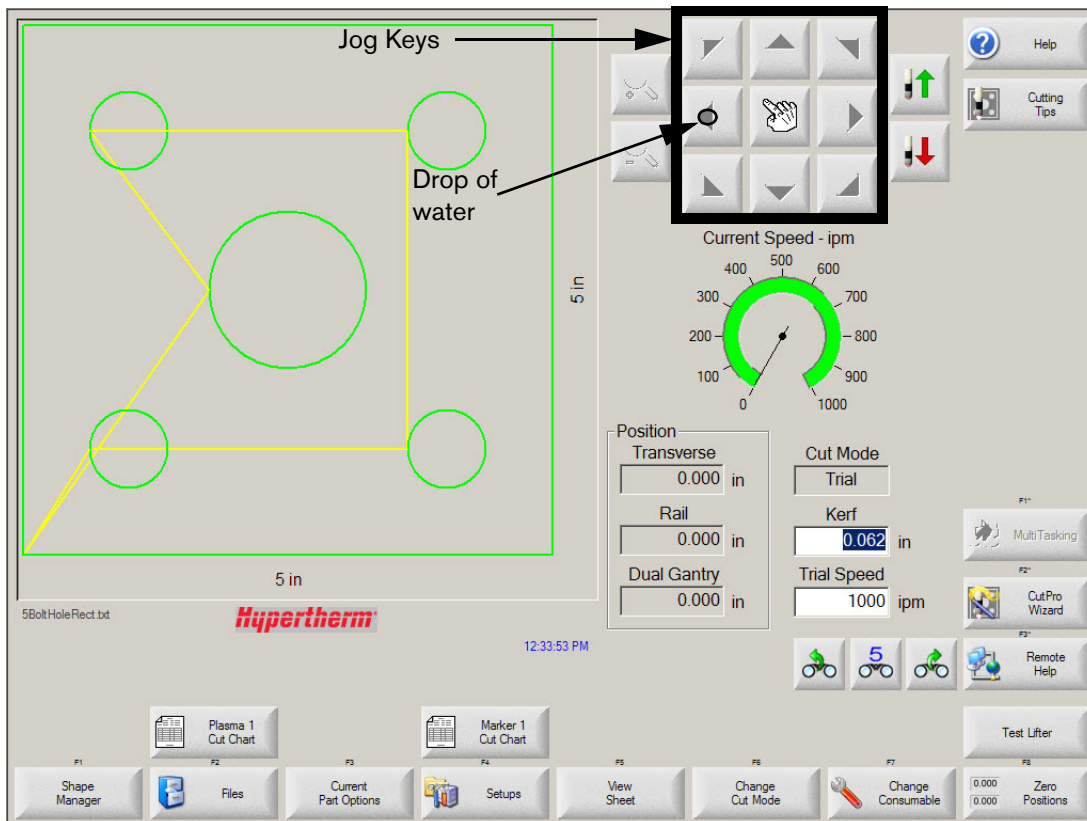 Jog Keys
Drop of
water
Help
Cutting
Tips
Current Speed - ipm
0
100
200
300
400
500
600
700
800
900
1000
5 in
5 in
Position
Transverse
0.000 in
Rail
0.000 in
Dual Gantry
0.000 in
Cut Mode
Trial
Kerf
0.062 in
Trial Speed
1000 ipm
5BoltHoleRect.txt
Hypertherm
12:33:53 PM
F1"
MultiTasking
F2"
CutPro
Wizard
F3"
Remote
Help
5
Plasma 1
Cut Chart
Marker 1
Cut Chart
Test Lifter
F1
Shape
Manager
F2
Files
F3
Current
Part Options
F4
Setups
F5
View
Sheet
F6
Change
Cut Mode
F7
Change
Consumable
F8
0.000
0.000
Zero
Positions